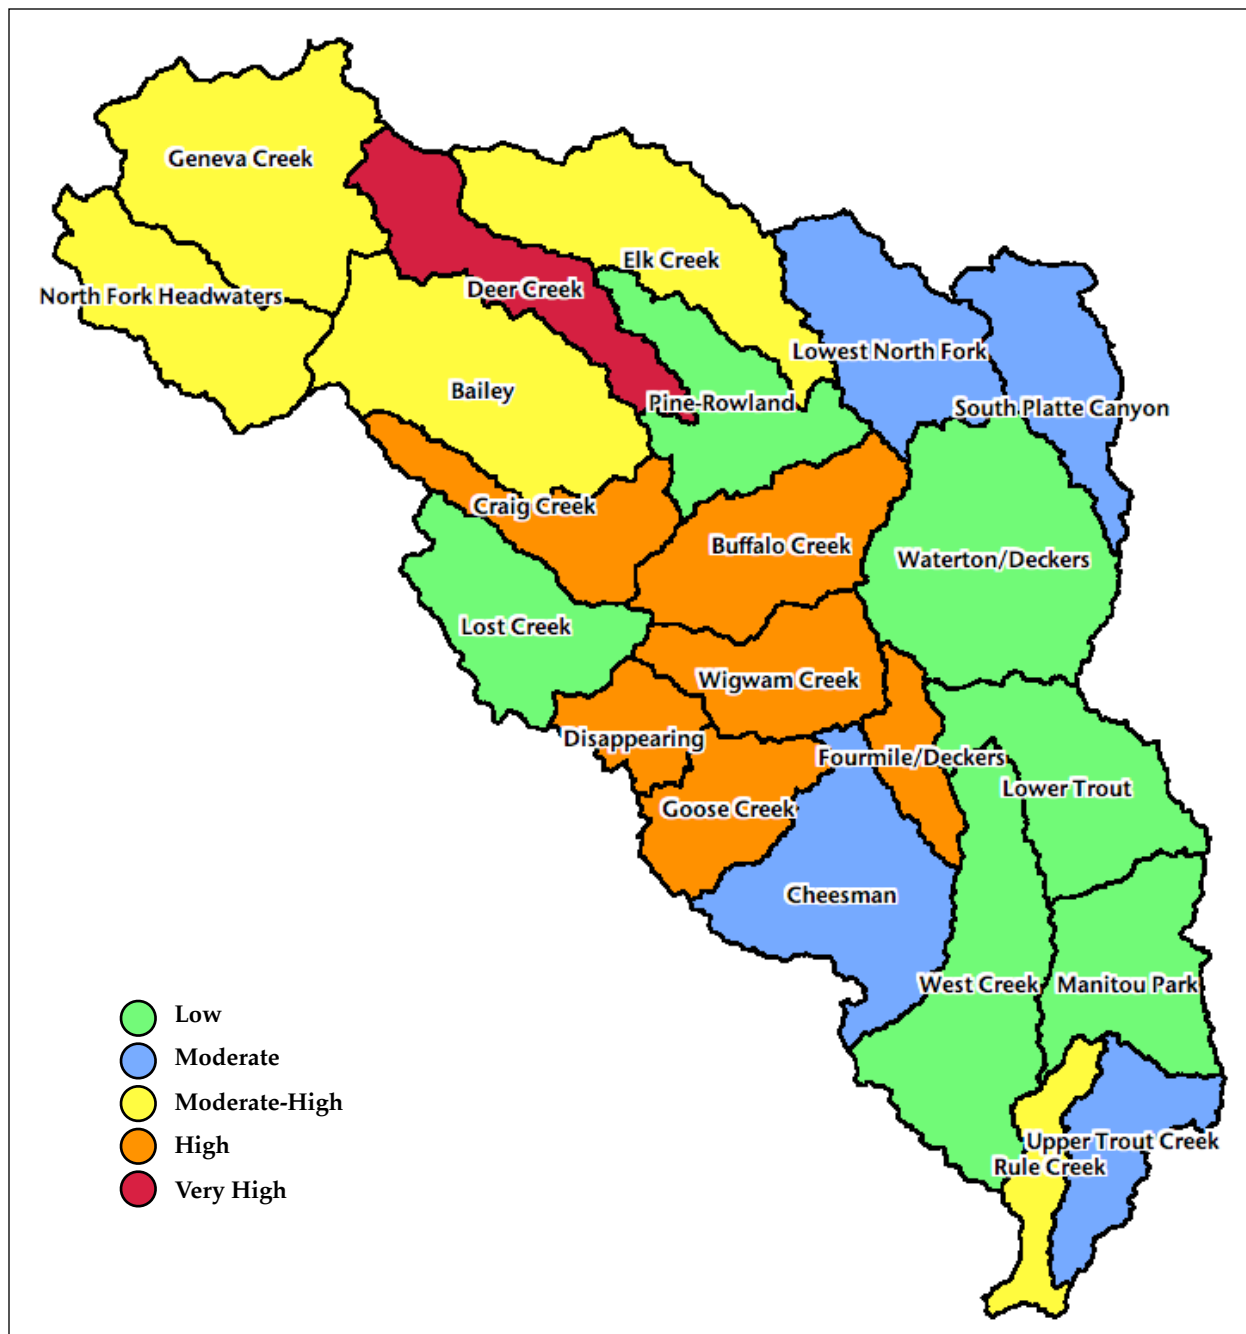 Geneva Creek
Elk Creek
Deer Creek
North Fork Headwaters
Lowest North Fork
Bailey
Pine-Rowland
South Platte Canyon
Craig Creek
Buffalo Creek
Waterton/Deckers
Lost Creek
Wigwam Creek
Disappearing
Fourmile/Deckers
Lower Trout
Goose Creek
Cheesman
West Creek
Manitou Park
Upper Trout Creek
Rule Creek
Low
Moderate
Moderate-High
High
Very High